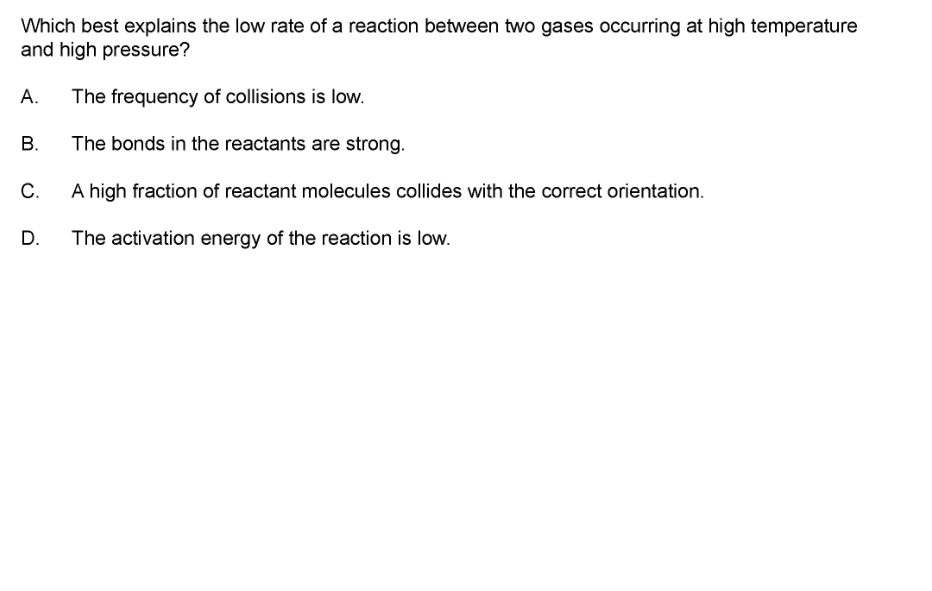 Which best explains the low rate of a reaction between two gases occurring at high temperature
and high pressure?
A. The frequency of collisions is low.
B. The bonds in the reactants are strong.
C. A high fraction of reactant molecules collides with the correct orientation.
D. The activation energy of the reaction is low.